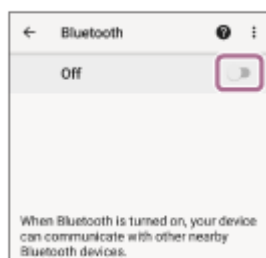 Bluetooth
Off
When Bluetooth is turned on, your device
can communicate with other nearby
Bluetooth devices.